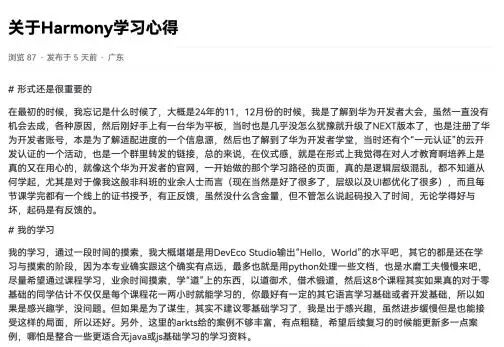 关于Harmony学习心得
浏览 87 · 发布于 5 天前 · 广东
# 形式还是很重要的
在最初的时候，我忘记是什么时候了，大概是24年的11，12月份的时候，我是了解到华为开发者大会，虽然一直没有
机会去成，各种原因，然后刚好手上有一台华为平板，当时也是几乎没怎么犹豫就升级了NEXT版本了，也是注册了华
为开发者账号，本是为了适配进度的一个信息源，然后也了解到了华为开发者学堂，当时还有个“一元认证”的云开
发认证的一个活动，也是一个群里转发的链接，总的来说，在仪式感，就是在形式上我觉得在对人才教育啊培养上是
真的又在用心的，就像这个华为开发者的官网，一开始做的那个学习路径的页面，真的是逻辑层级混乱，都不知道从
何学起，尤其是对于像我这般非科班的业余人士而言（现在当然是好了很多了，层级以及UI都优化了很多），而且每
节课学完都有一个线上的证书授予，有正反馈，虽然没什么含金量，但不管怎么说起码投入了时间，无论学得好与
坏，起码是有反馈的。
# 我的学习
我的学习，通过一段时间的摸索，我大概堪堪是用DevEco Studio输出“Hello，World”的水平吧，其它的都是还在学
习与摸索的阶段，因为本专业确实跟这个确实有点远，最多也就是用python处理一些文档，也是水磨工夫慢慢来吧，
尽量希望通过课程学习，业余时间摸索，学“道”上的东西，以道御术，借术锻道，然后这8个课程其实如果真的对于零
基础的同学估计不仅仅是每个课程花一两小时就能学习的，你最好有一定的其它语言学习基础或者开发基础，所以如
果是感兴趣学，没问题。但如果是为了谋生，其实不建议零基础学习了，我是出于感兴趣，虽然进步缓慢但是也能接
受这样的局面，所以还好。另外，这里的arkts给的案例不够丰富，有点粗糙，希望后续复习的时候能更新多一点案
例，哪怕是整合一些更适合无java或js基础学习的学习资料。